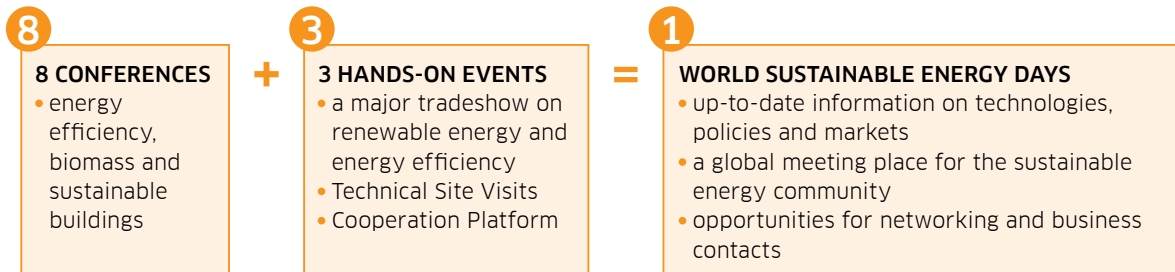 8
8 CONFERENCES
• energy
efficiency,
biomass and
sustainable
buildings
+
3
3 HANDS-ON EVENTS
• a major tradeshow on
renewable energy and
energy efficiency
• Technical Site Visits
• Cooperation Platform
=
1
WORLD SUSTAINABLE ENERGY DAYS
• up-to-date information on technologies,
policies and markets
• a global meeting place for the sustainable
energy community
• opportunities for networking and business
contacts